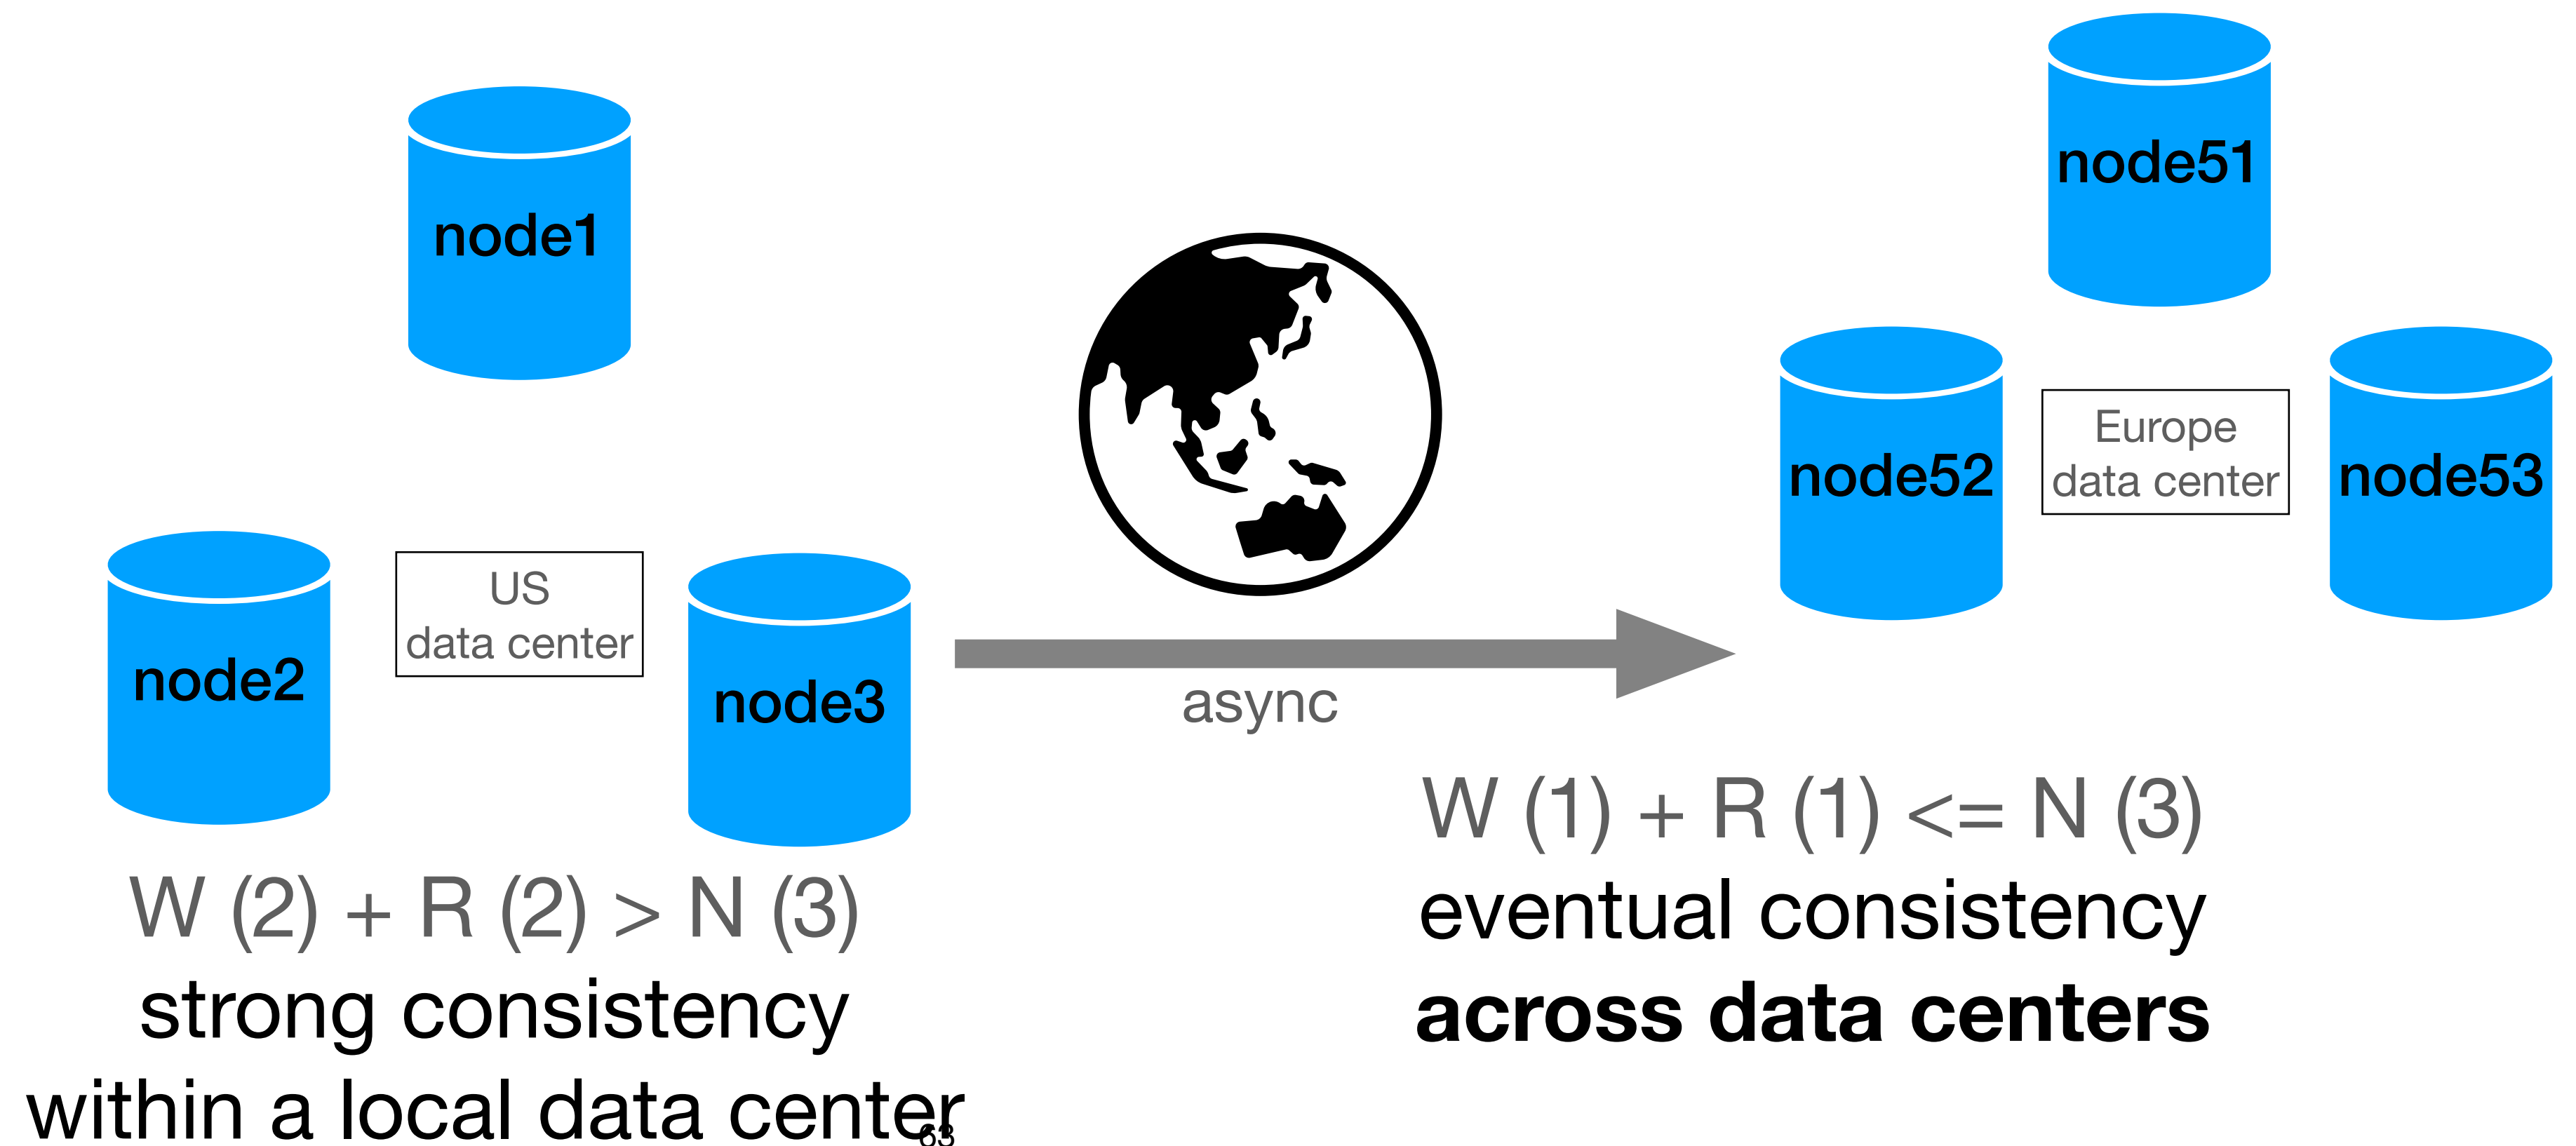 node1
node2
US
data center
node3
W (2) + R (2) > N (3)
strong consistency
within a local data center
63
async
node51
node52
Europe
data center
node53
W (1) + R (1) <= N (3)
eventual consistency
across data centers